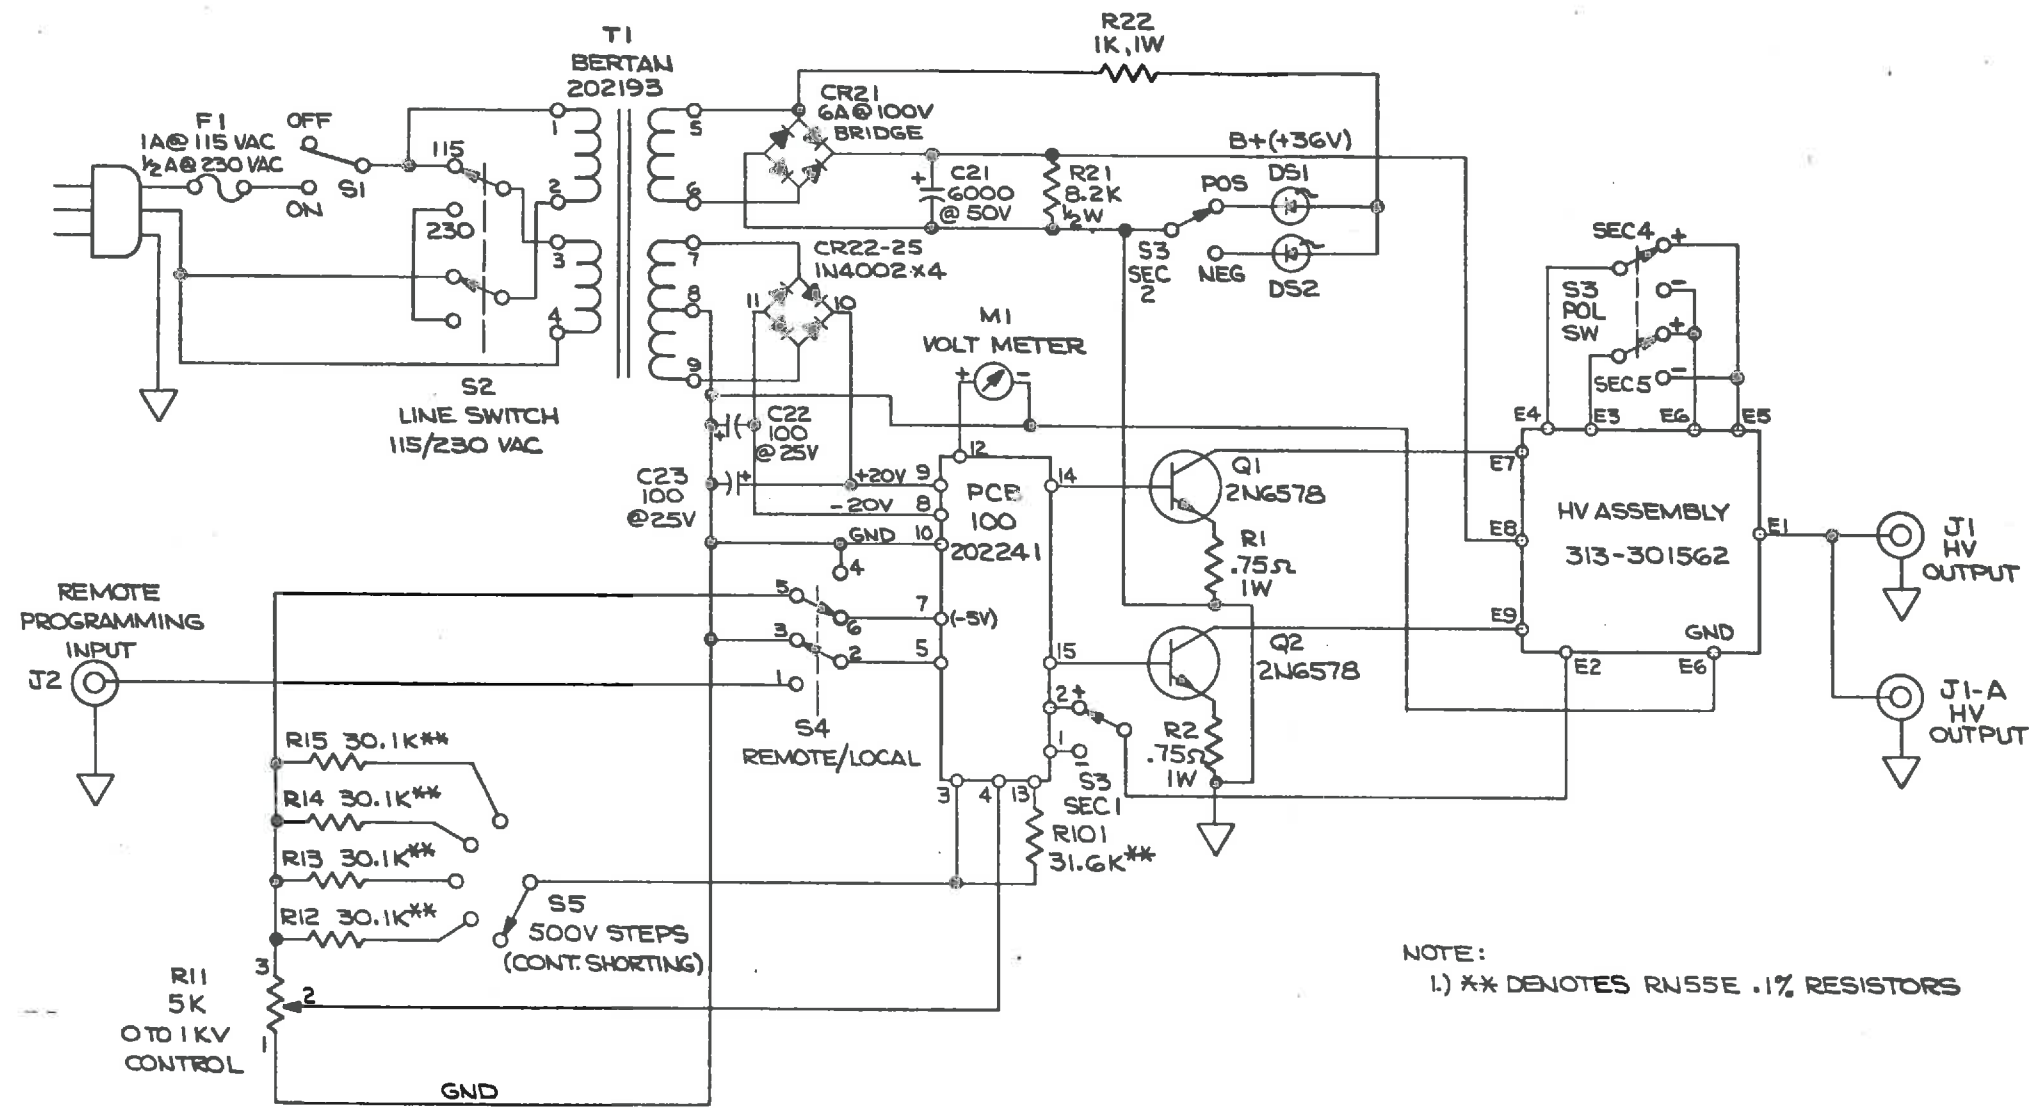 T1
BERTAN
202193
R22
1K,1W
F1
1A@115 VAC
½A@230 VAC
OFF
ON
S1
115
230
S2
LINE SWITCH
115/230 VAC
1
2
3
4
5
6
7
8
9
CR21
6A@100V
BRIDGE
CR22-25
1N4002×4
11
10
+
C21
6000
@50V
R21
8.2K
½W
B+(+36V)
POS
DS1
NEG
DS2
S3
SEC
2
M1
VOLT METER
+
-
+
C22
100
@25V
C23
100
@25V
+
+20V
-20V
GND
9
8
10
12
PCB
100
202241
14
15
7
(-5V)
5
2
+
1
-
3
4
13
S3
SEC1
R101
31.6K**
4
5
6
3
2
1
S4
REMOTE/LOCAL
REMOTE
PROGRAMMING
INPUT
J2
R15 30.1K**
R14 30.1K**
R13 30.1K**
R12 30.1K**
S5
500V STEPS
(CONT. SHORTING)
R11
5K
0 TO 1KV
CONTROL
3
2
1
GND
Q1
2N6578
R1
.75Ω
1W
Q2
2N6578
R2
.75Ω
1W
SEC4
+
-
S3
POL
SW
+
SEC5
-
E4
E3
E6
E5
E7
E8
E9
HV ASSEMBLY
313-301562
E1
GND
E2
E6
J1
HV
OUTPUT
J1-A
HV
OUTPUT
NOTE:
1.) ** DENOTES RN55E .1% RESISTORS